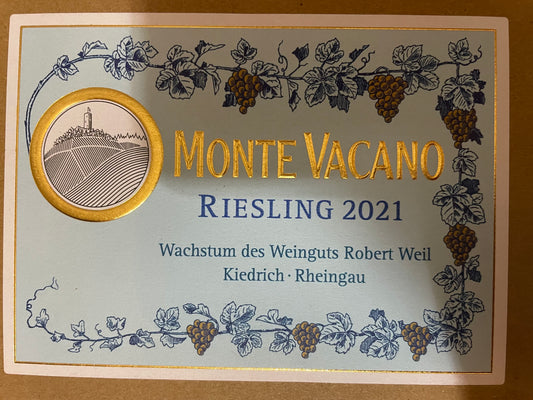 MONTE VACANO
RIESLING 2021
Wachstum des Weinguts Robert Weil
Kiedrich · Rheingau